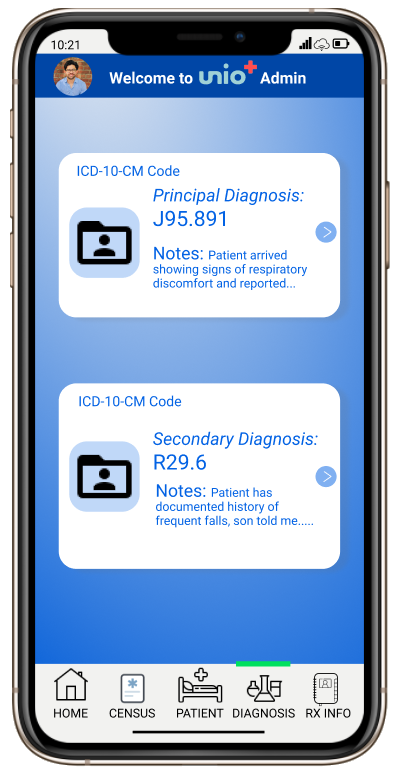 10:21
Welcome to unio+ Admin
ICD-10-CM Code
Principal Diagnosis:
J95.891
Notes: Patient arrived
showing signs of respiratory
discomfort and reported...
ICD-10-CM Code
Secondary Diagnosis:
R29.6
Notes: Patient has
documented history of
frequent falls, son told me.....
HOME CENSUS PATIENT DIAGNOSIS RX INFO